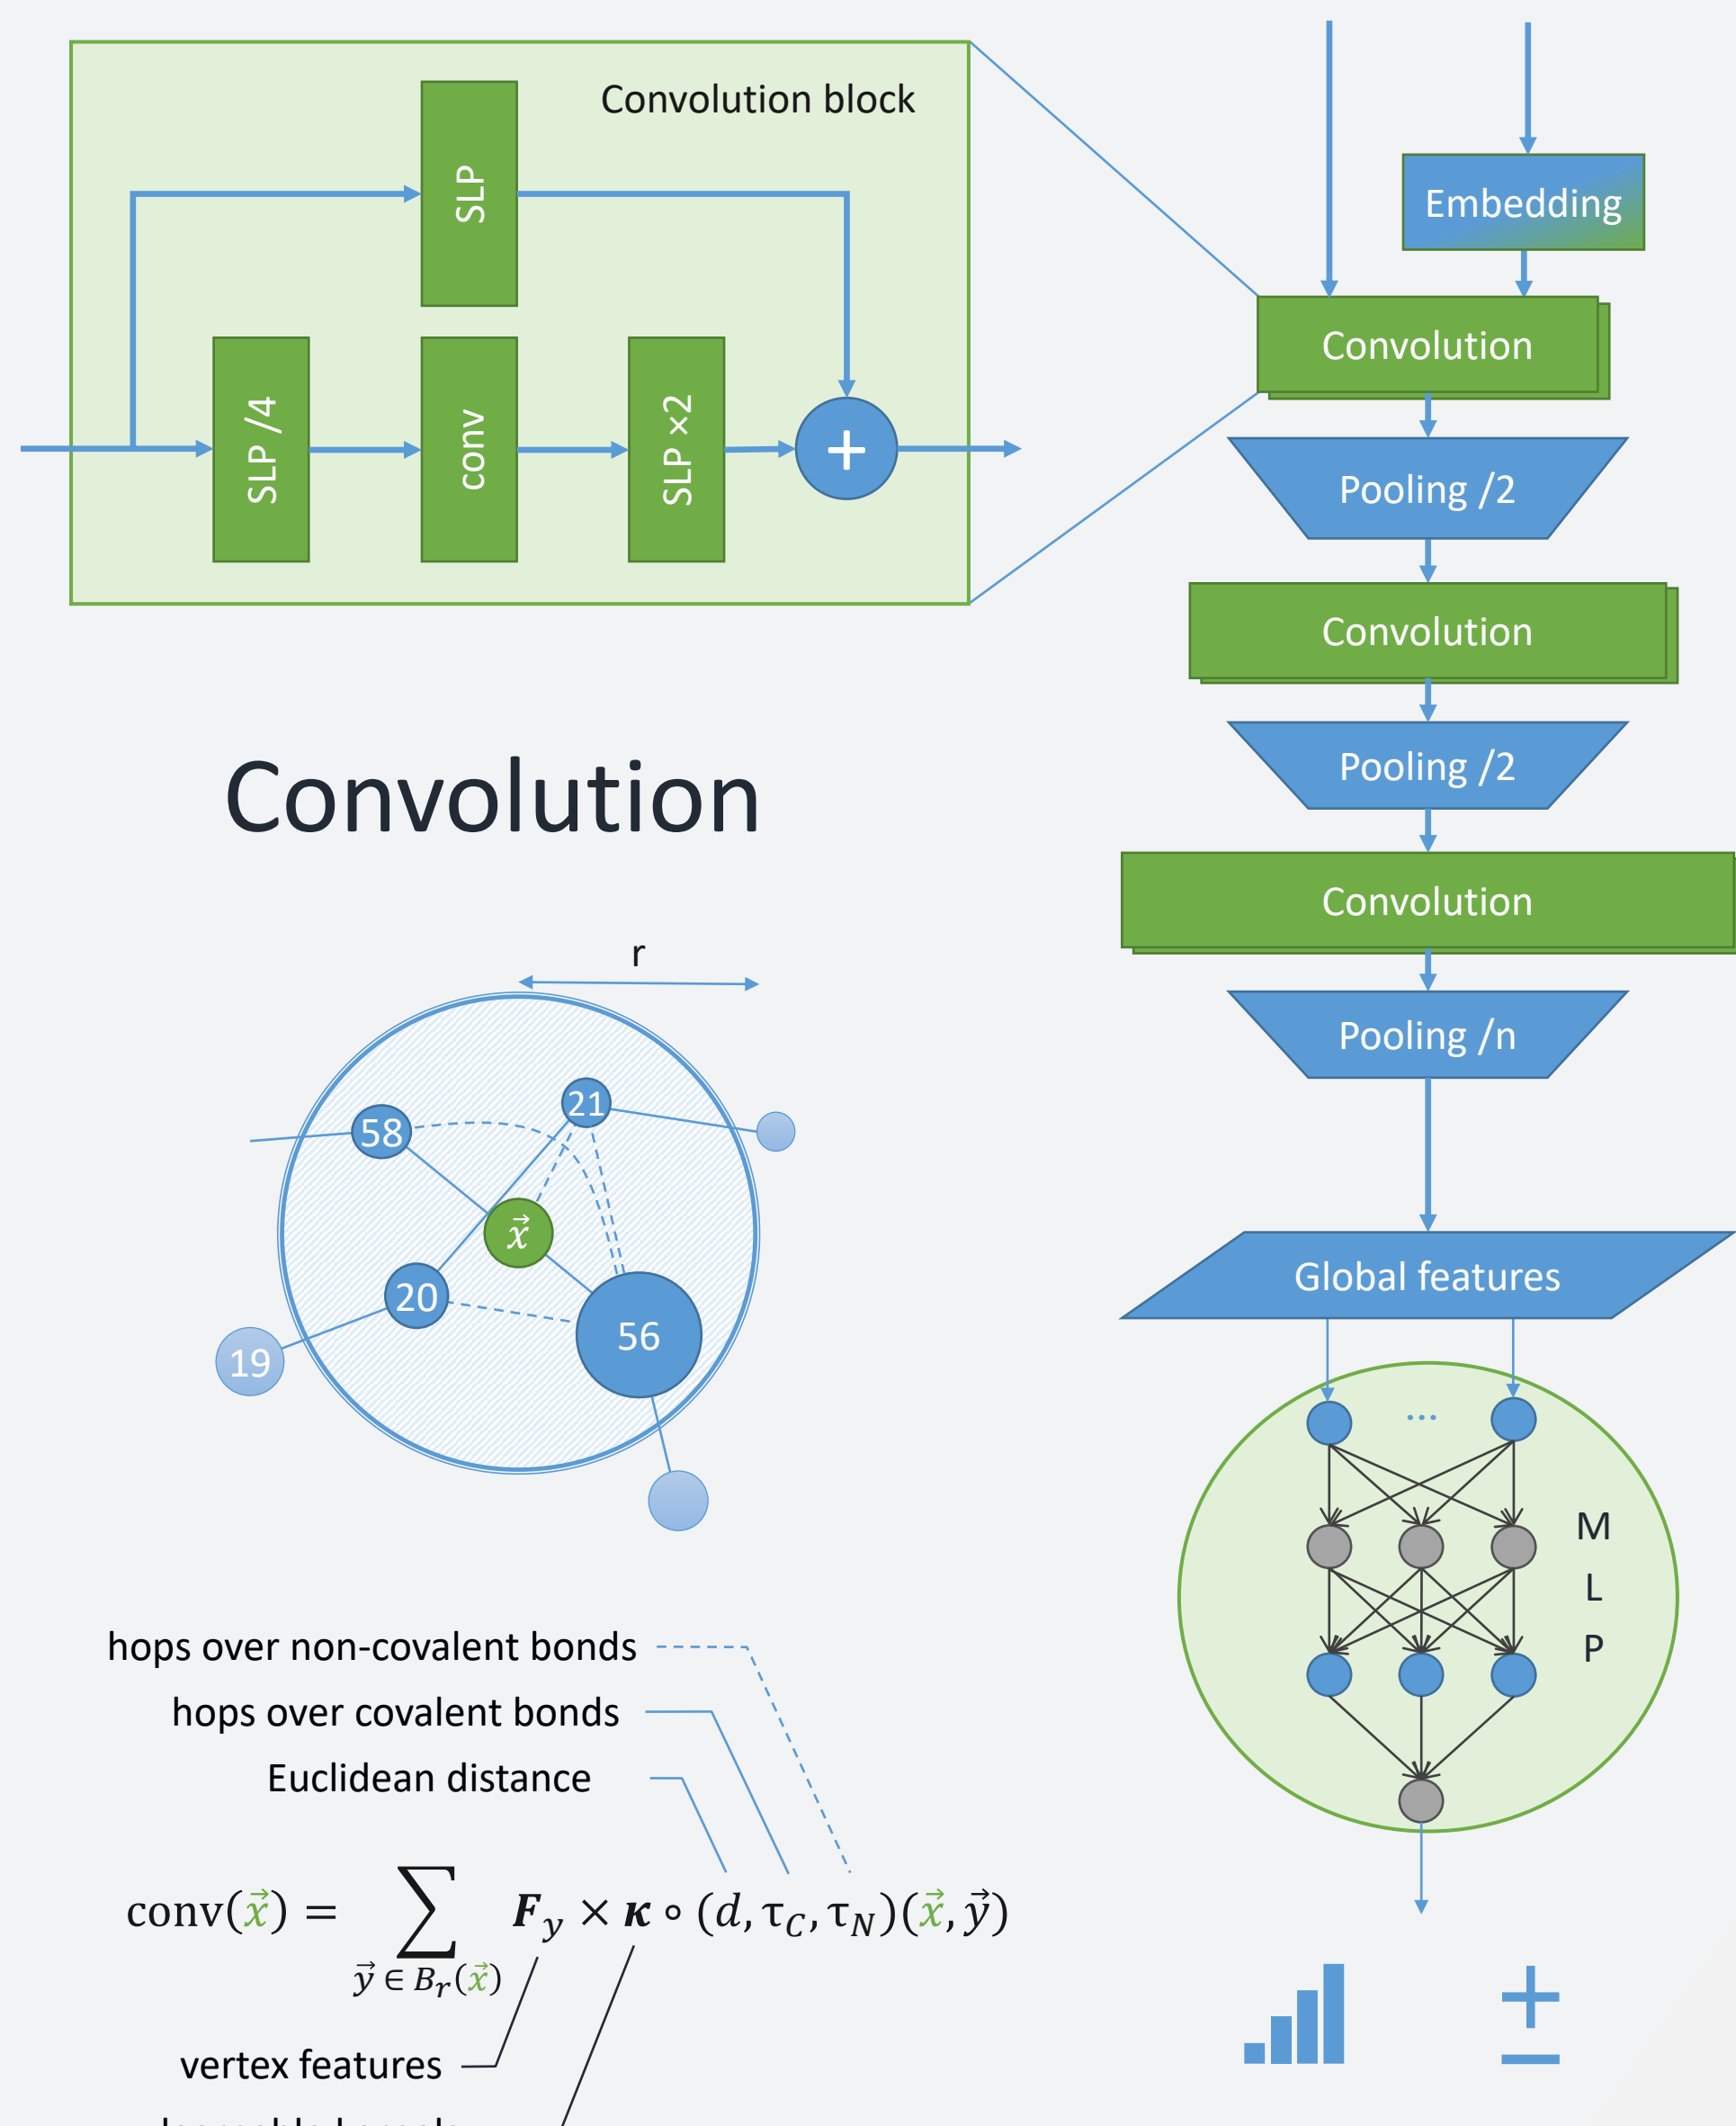 Convolution block
SLP
SLP /4
conv
SLP ×2
+
Embedding
Convolution
Pooling /2
Convolution
Pooling /2
Convolution
Pooling /n
Global features
...
M
L
P
Convolution
r
58
21
x⃗
20
56
19
hops over non-covalent bonds
hops over covalent bonds
Euclidean distance
conv(x⃗) = ∑ 𝑭_y × 𝜿 ∘ (d, τ_C, τ_N)(x⃗, y⃗)
y⃗ ∈ B_r(x⃗)
vertex features
±